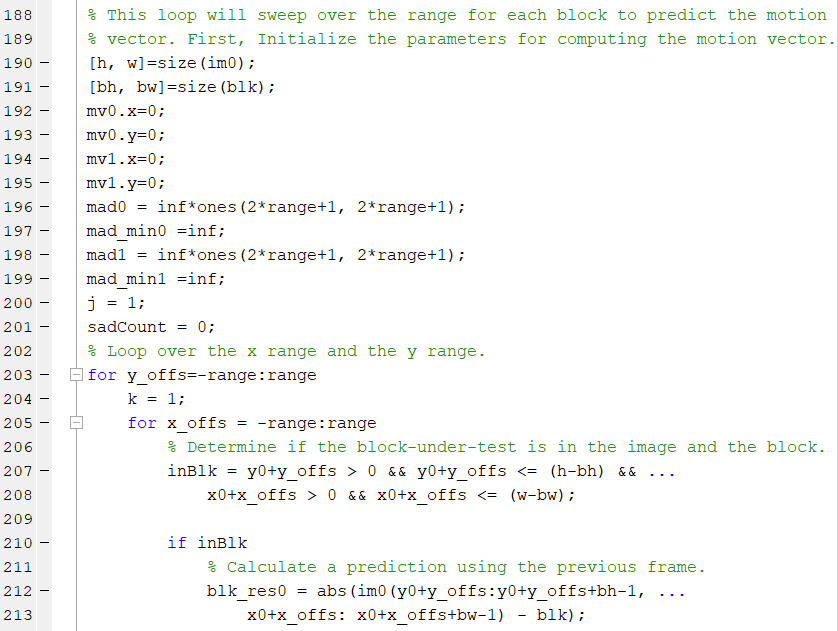 188 % This loop will sweep over the range for each block to predict the motion
189 % vector. First, Initialize the parameters for computing the motion vector.
190 – [h, w]=size(im0);
191 – [bh, bw]=size(blk);
192 – mv0.x=0;
193 – mv0.y=0;
194 – mv1.x=0;
195 – mv1.y=0;
196 – mad0 = inf*ones(2*range+1, 2*range+1);
197 – mad_min0 =inf;
198 – mad1 = inf*ones(2*range+1, 2*range+1);
199 – mad_min1 =inf;
200 – j = 1;
201 – sadCount = 0;
202 % Loop over the x range and the y range.
203 – for y_offs=-range:range
204 – k = 1;
205 – for x_offs = -range:range
206 % Determine if the block-under-test is in the image and the block.
207 – inBlk = y0+y_offs > 0 && y0+y_offs <= (h-bh) && ...
208 x0+x_offs > 0 && x0+x_offs <= (w-bw);
209
210 – if inBlk
211 % Calculate a prediction using the previous frame.
212 – blk_res0 = abs(im0(y0+y_offs:y0+y_offs+bh-1, ...
213 x0+x_offs: x0+x_offs+bw-1) - blk);